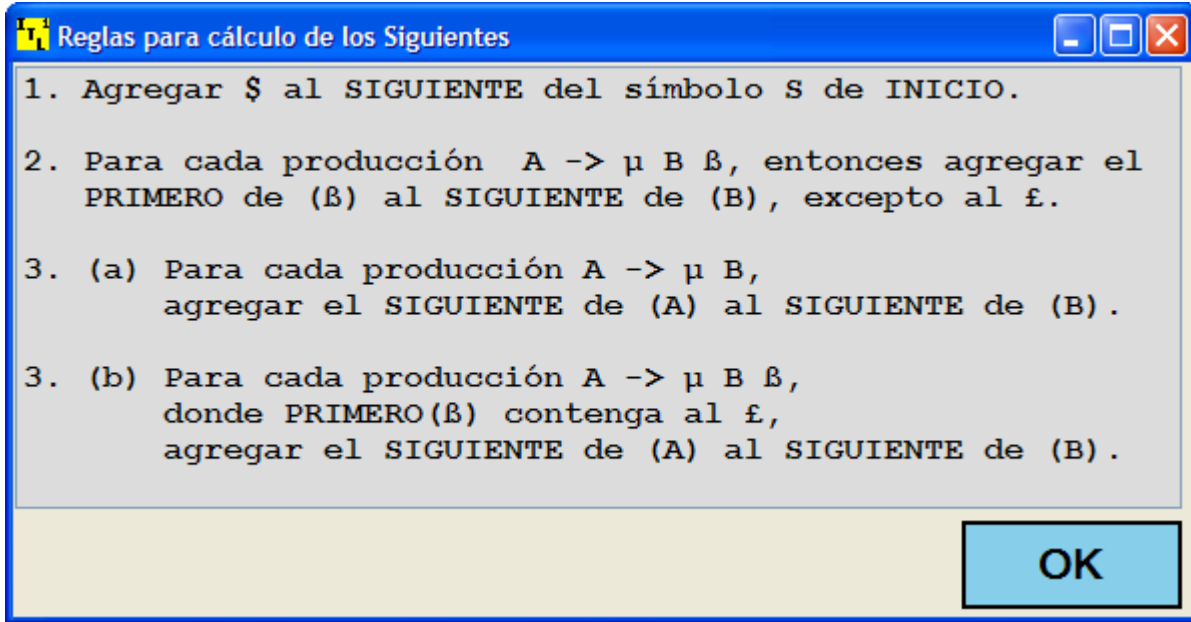 Reglas para cálculo de los Siguientes
1. Agregar $ al SIGUIENTE del símbolo S de INICIO.
2. Para cada producción A -> µ B ß, entonces agregar el
PRIMERO de (ß) al SIGUIENTE de (B), excepto al £.
3. (a) Para cada producción A -> µ B,
agregar el SIGUIENTE de (A) al SIGUIENTE de (B).
3. (b) Para cada producción A -> µ B ß,
donde PRIMERO(ß) contenga al £,
agregar el SIGUIENTE de (A) al SIGUIENTE de (B).
OK